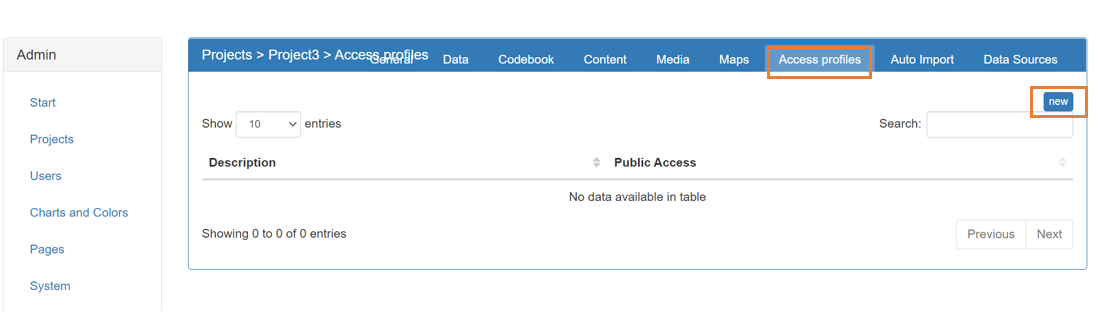 Admin
Start
Projects
Users
Charts and Colors
Pages
System
Projects > Project3 > Access profiles
General Data Codebook Content Media Maps Access profiles Auto Import Data Sources
new
Show 10 entries
Search:
Description Public Access
No data available in table
Showing 0 to 0 of 0 entries
Previous Next